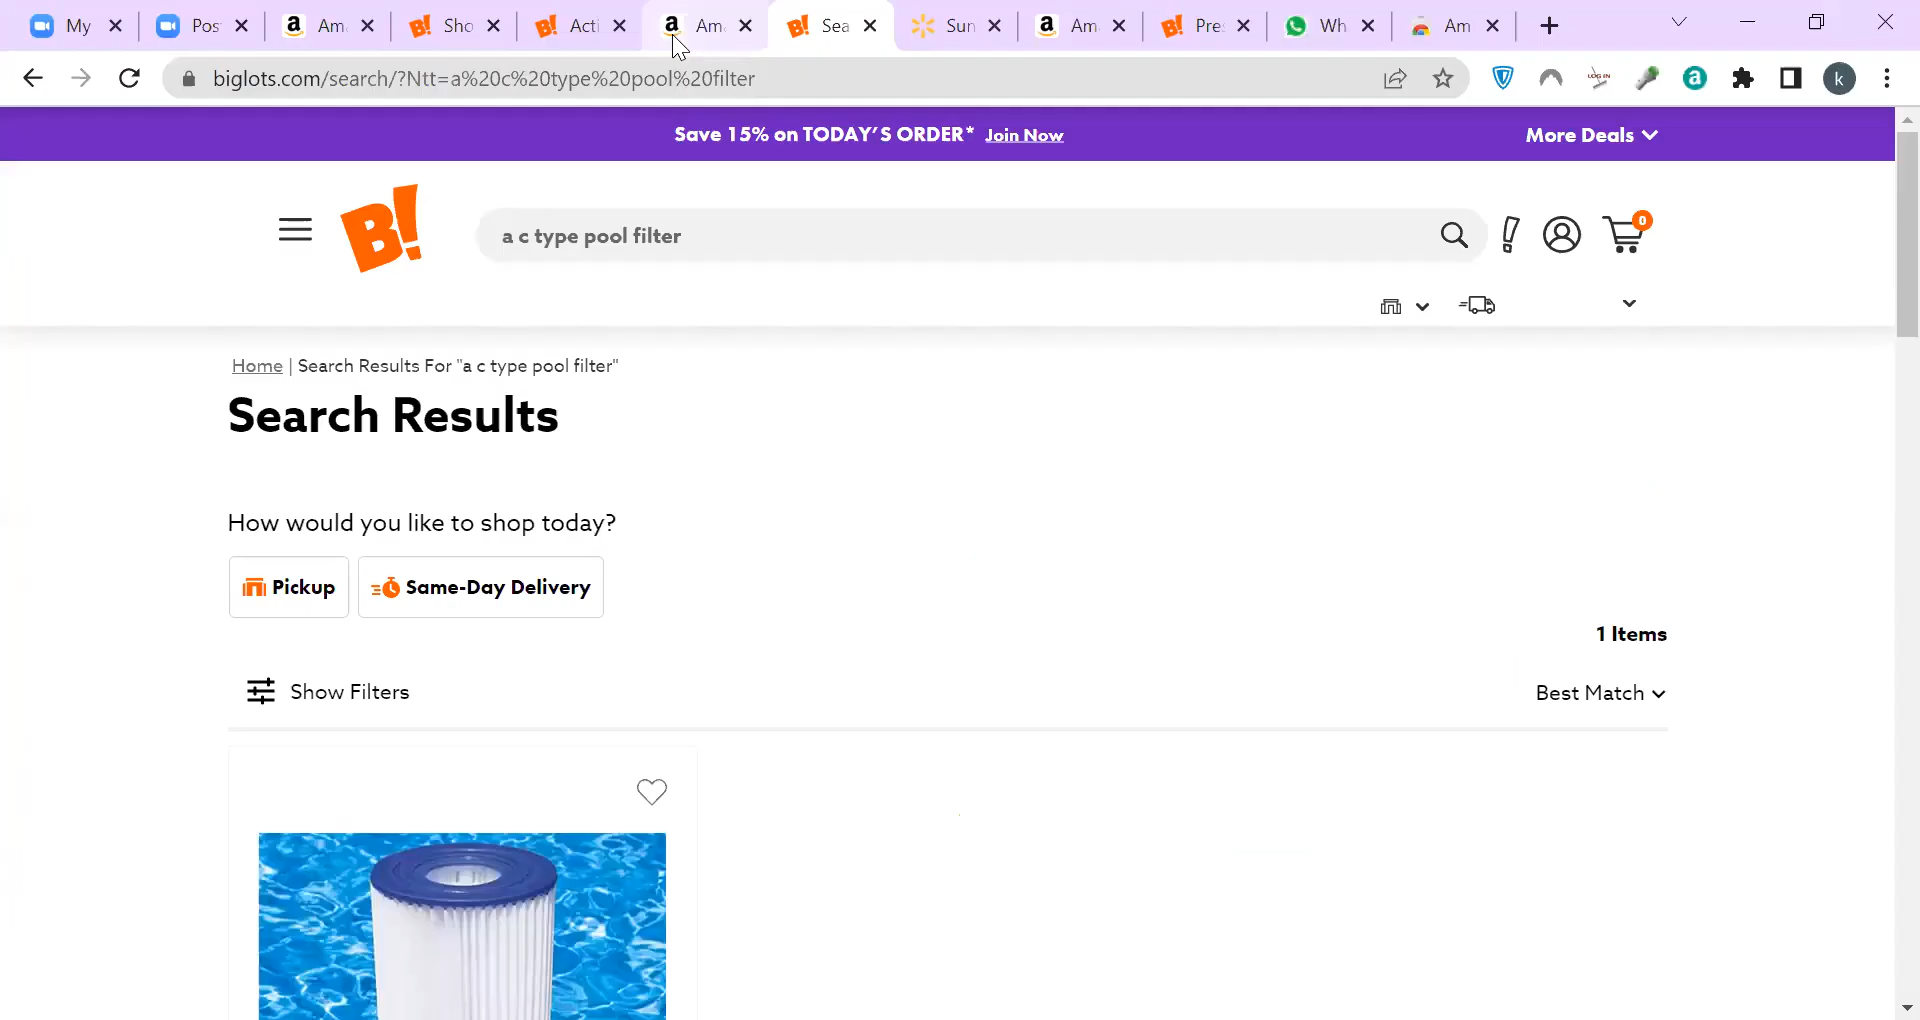 My
Pos
Am
Sho
Acti
Am
Sea
Sun
Am
Pre
Wh
Am
biglots.com/search/?Ntt=a%20c%20type%20pool%20filter
LOG IN
a
k
Save 15% on TODAY'S ORDER* Join Now
More Deals
B!
a c type pool filter
0
Home | Search Results For "a c type pool filter"
Search Results
How would you like to shop today?
Pickup
Same-Day Delivery
1 Items
Show Filters
Best Match